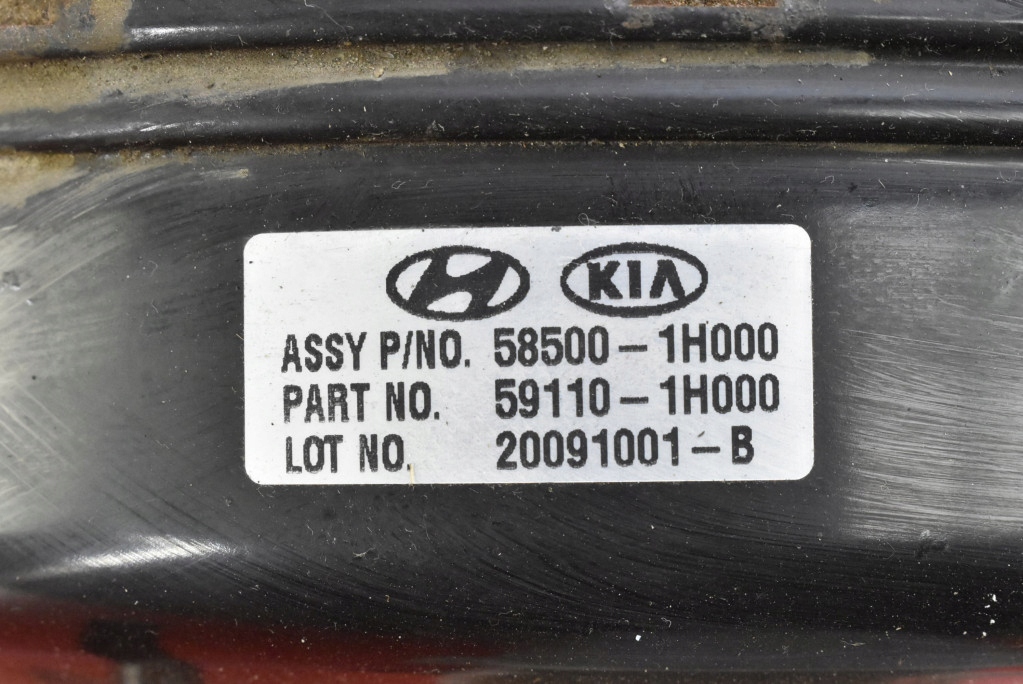 KIA
ASSY P/NO. 58500-1H000
PART NO. 59110-1H000
LOT NO. 20091001-B